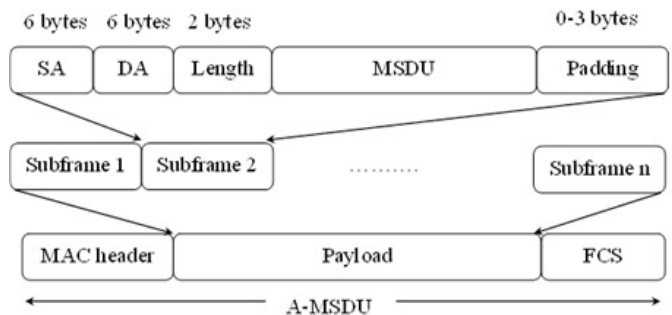 6 bytes 6 bytes 2 bytes 0-3 bytes
SA DA Length MSDU Padding
Subframe 1 Subframe 2 .......... Subframe n
MAC header Payload FCS
A-MSDU